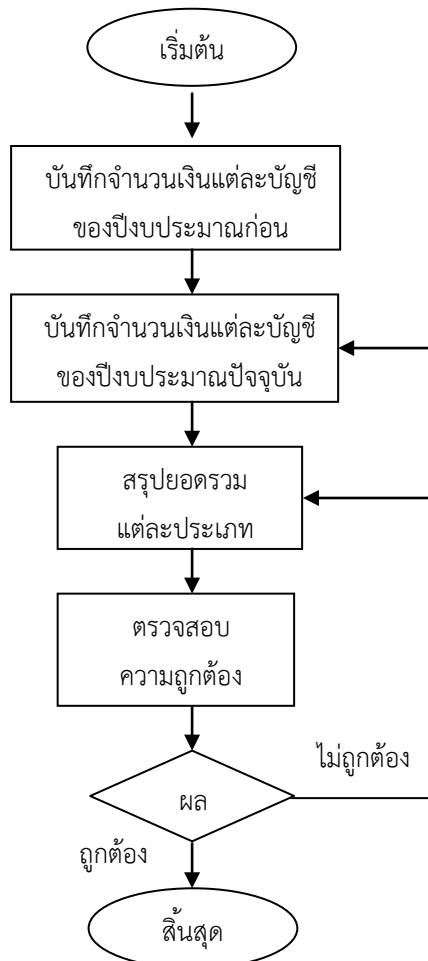 เริ่มต้น
บันทึกจำนวนเงินแต่ละบัญชี
ของปีงบประมาณก่อน
บันทึกจำนวนเงินแต่ละบัญชี
ของปีงบประมาณปัจจุบัน
สรุปยอดรวม
แต่ละประเภท
ตรวจสอบ
ความถูกต้อง
ไม่ถูกต้อง
ผล
ถูกต้อง
สิ้นสุด